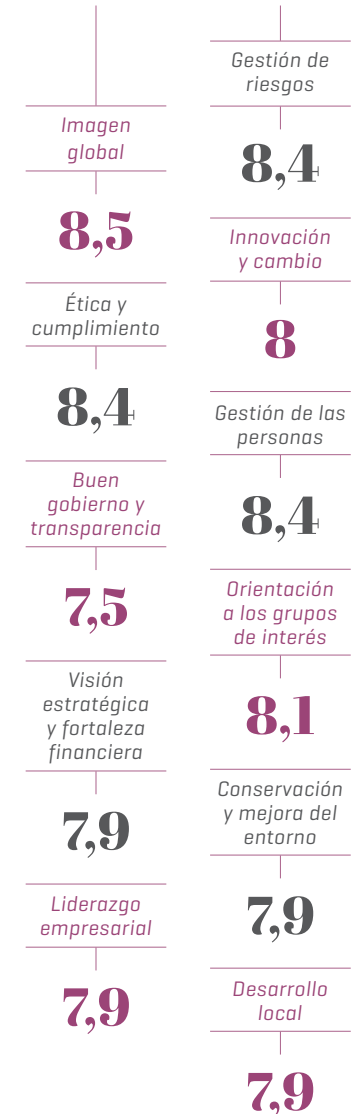 Imagen
global
8,5
Ética y
cumplimiento
8,4
Buen
gobierno y
transparencia
7,5
Visión
estratégica
y fortaleza
financiera
7,9
Liderazgo
empresarial
7,9
Gestión de
riesgos
8,4
Innovación
y cambio
8
Gestión de las
personas
8,4
Orientación
a los grupos
de interés
8,1
Conservación
y mejora del
entorno
7,9
Desarrollo
local
7,9